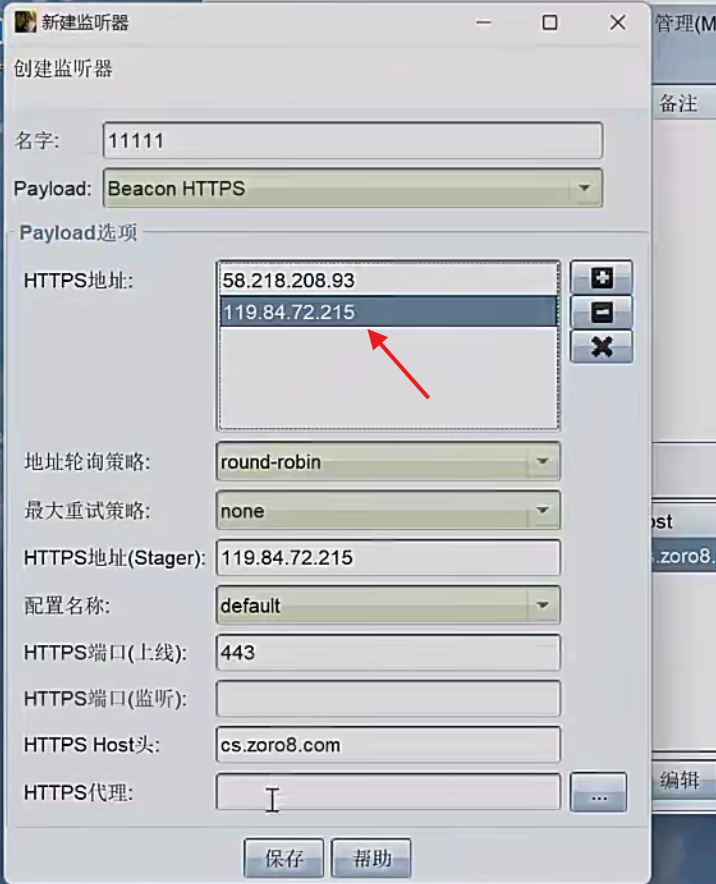 新建监听器
管理(M
创建监听器
备注
名字: 11111
Payload: Beacon HTTPS
Payload选项
HTTPS地址: 58.218.208.93
119.84.72.215
地址轮询策略: round-robin
最大重试策略: none
ost
HTTPS地址(Stager): 119.84.72.215
.zoro8.
配置名称: default
HTTPS端口(上线): 443
HTTPS端口(监听):
HTTPS Host头: cs.zoro8.com
HTTPS代理:
...
编辑
保存 帮助